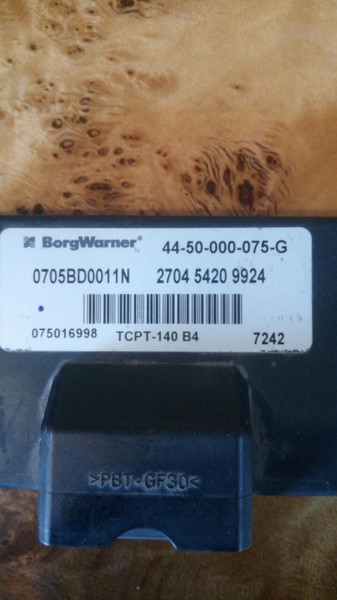 BorgWarner® 44-50-000-075-G
0705BD0011N 2704 5420 9924
075016998 TCPT-140 B4 7242
>PBT-GF30<